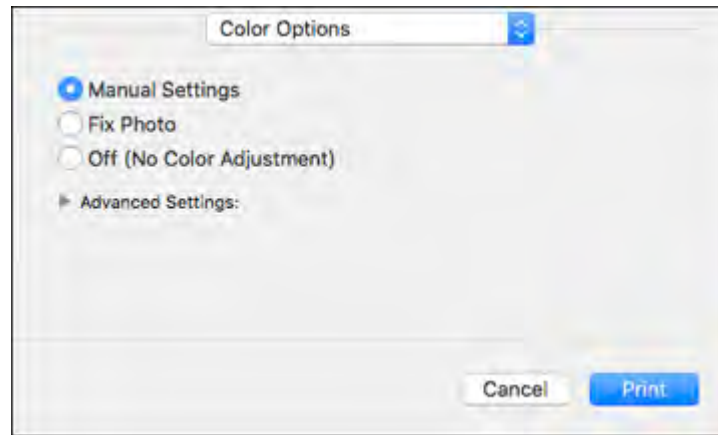 Color Options
Manual Settings
Fix Photo
Off (No Color Adjustment)
Advanced Settings:
Cancel Print